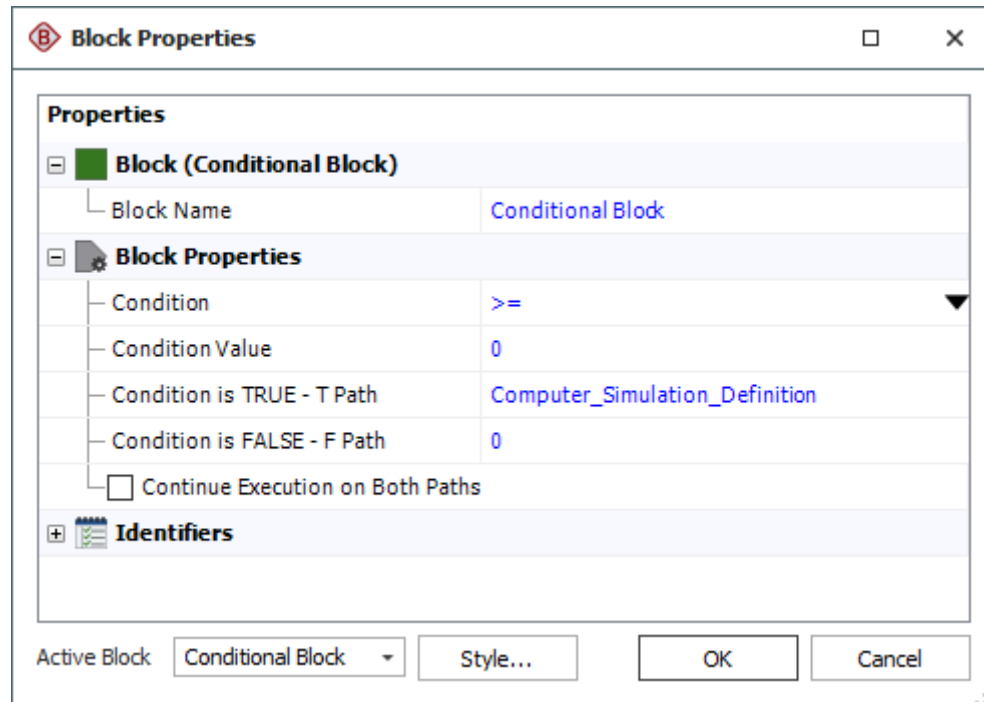 B Block Properties
Properties
Block (Conditional Block)
Block Name Conditional Block
Block Properties
Condition >=
Condition Value 0
Condition is TRUE - T Path Computer_Simulation_Definition
Condition is FALSE - F Path 0
Continue Execution on Both Paths
Identifiers
Active Block Conditional Block Style... OK Cancel